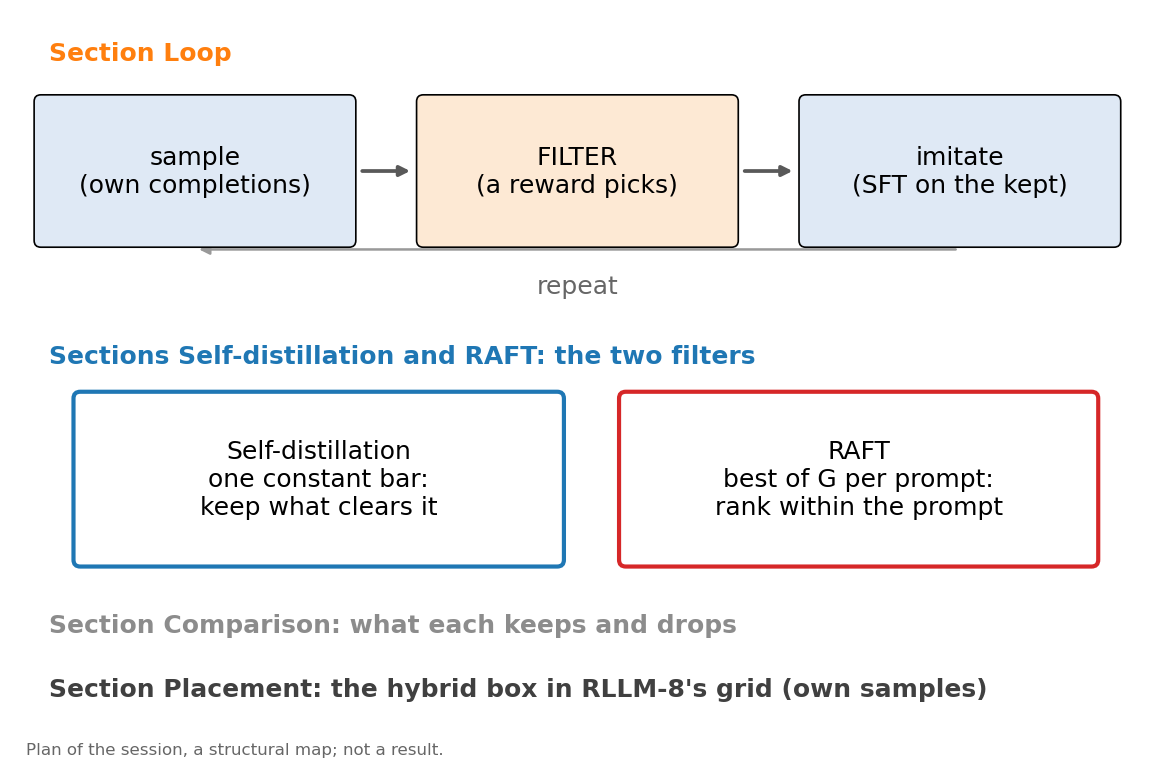 Section Loop
sample
(own completions)
FILTER
(a reward picks)
imitate
(SFT on the kept)
repeat
Sections Self-distillation and RAFT: the two filters
Self-distillation
one constant bar:
keep what clears it
RAFT
best of G per prompt:
rank within the prompt
Section Comparison: what each keeps and drops
Section Placement: the hybrid box in RLLM-8's grid (own samples)
Plan of the session, a structural map; not a result.